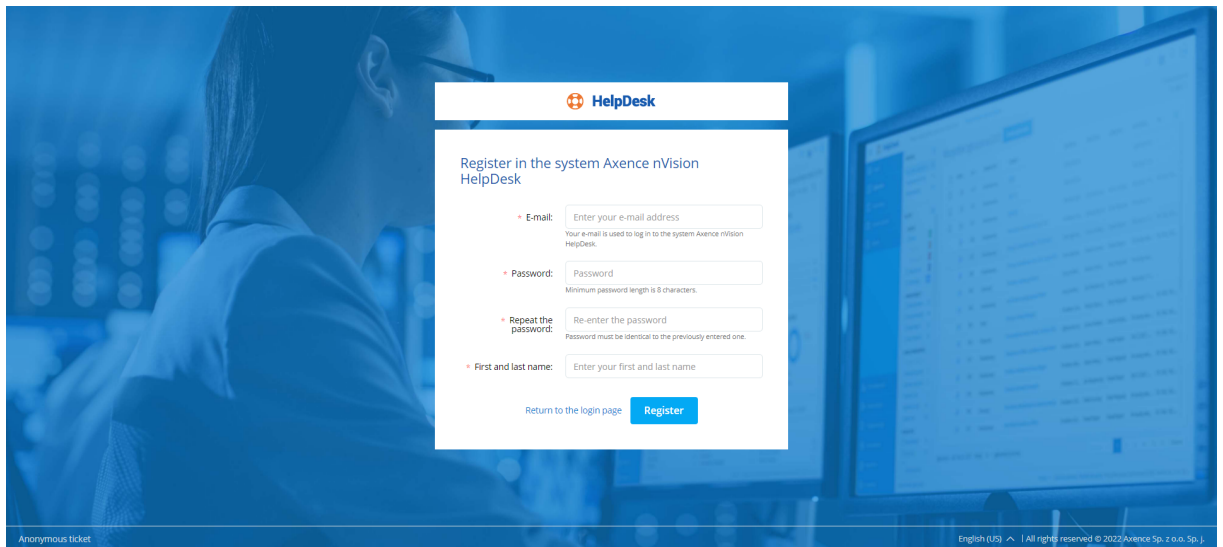 HelpDesk
Register in the system Axence nVision
HelpDesk
* E-mail:
Enter your e-mail address
Your e-mail is used to log in to the system Axence nVision
HelpDesk.
* Password:
Password
Minimum password length is 8 characters.
* Repeat the
password:
Re-enter the password
Password must be identical to the previously entered one.
* First and last name:
Enter your first and last name
Return to the login page
Register
Anonymous ticket
English (US) | All rights reserved © 2022 Axence Sp. z o.o. Sp. j.